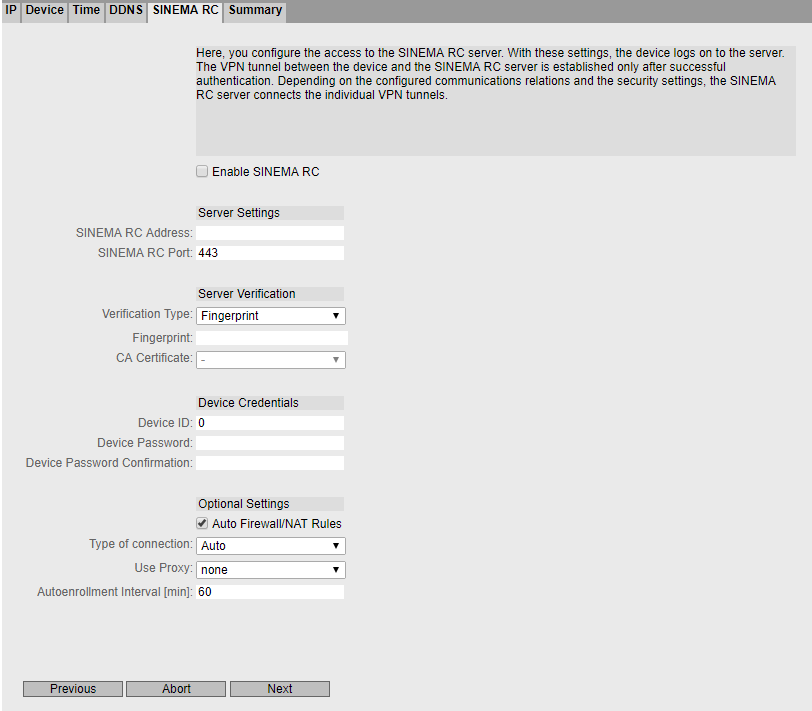 IP Device Time DDNS SINEMA RC Summary
Here, you configure the access to the SINEMA RC server. With these settings, the device logs on to the server.
The VPN tunnel between the device and the SINEMA RC server is established only after successful
authentication. Depending on the configured communications relations and the security settings, the SINEMA
RC server connects the individual VPN tunnels.
Enable SINEMA RC
Server Settings
SINEMA RC Address:
SINEMA RC Port: 443
Server Verification
Verification Type: Fingerprint
Fingerprint:
CA Certificate: -
Device Credentials
Device ID: 0
Device Password:
Device Password Confirmation:
Optional Settings
Auto Firewall/NAT Rules
Type of connection: Auto
Use Proxy: none
Autoenrollment Interval [min]: 60
Previous Abort Next